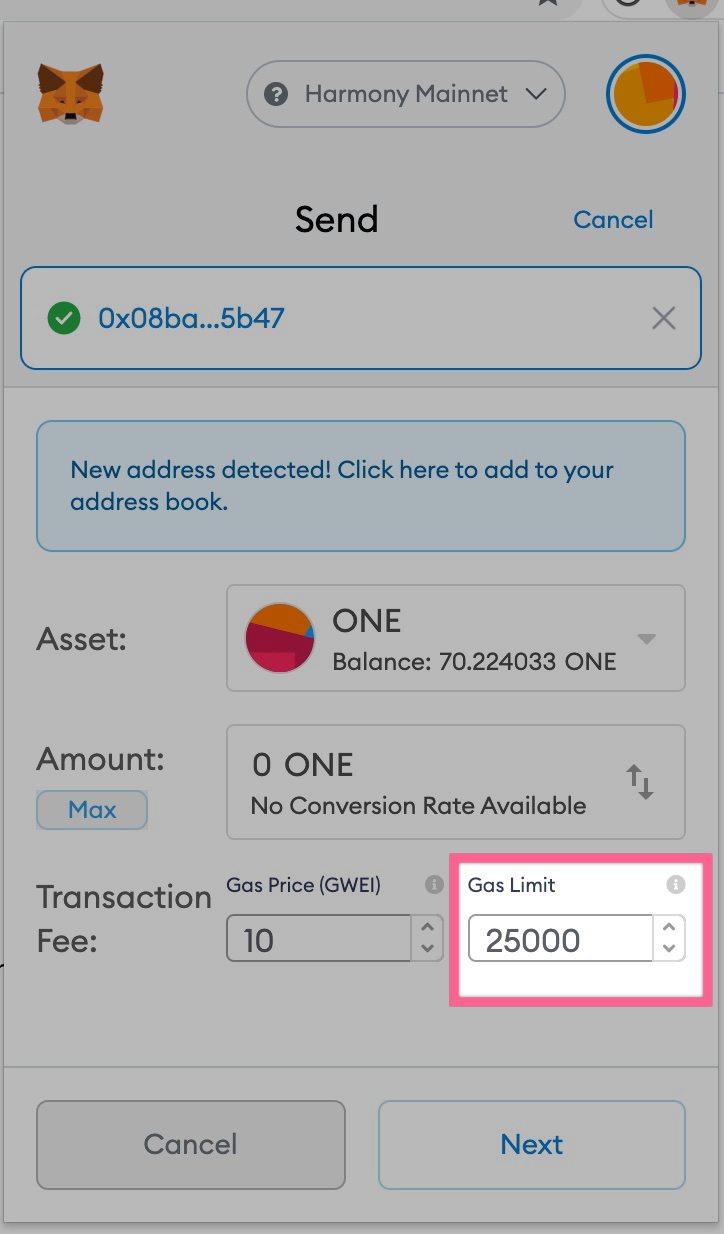 Harmony Mainnet
Send
Cancel
0x08ba...5b47
New address detected! Click here to add to your
address book.
Asset:
ONE
Balance: 70.224033 ONE
Amount:
Max
0 ONE
No Conversion Rate Available
Transaction
Fee:
Gas Price (GWEI)
10
Gas Limit
25000
Cancel
Next